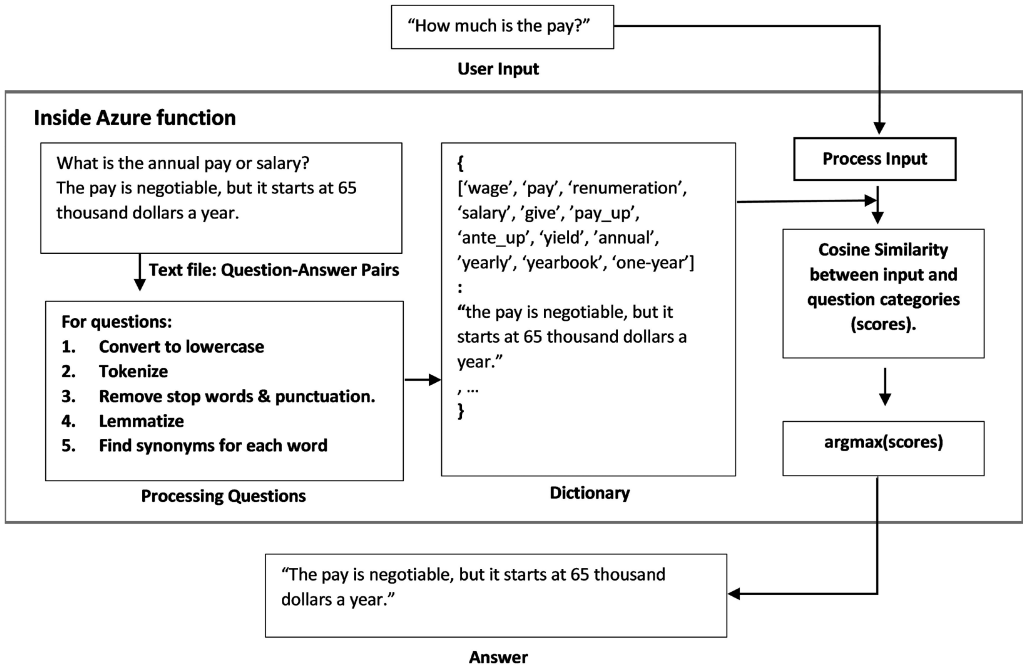 “How much is the pay?”
User Input
Inside Azure function
What is the annual pay or salary?
The pay is negotiable, but it starts at 65
thousand dollars a year.
Text file: Question-Answer Pairs
For questions:
1. Convert to lowercase
2. Tokenize
3. Remove stop words & punctuation.
4. Lemmatize
5. Find synonyms for each word
Processing Questions
{
[‘wage’, ‘pay’, ‘renumeration’,
‘salary’, ’give’, ’pay_up’,
‘ante_up’, ‘yield’, ’annual’,
’yearly’, ‘yearbook’, ‘one-year’]
:
“the pay is negotiable, but it
starts at 65 thousand dollars a
year.”
, ...
}
Dictionary
Process Input
Cosine Similarity
between input and
question categories
(scores).
argmax(scores)
“The pay is negotiable, but it starts at 65 thousand
dollars a year.”
Answer